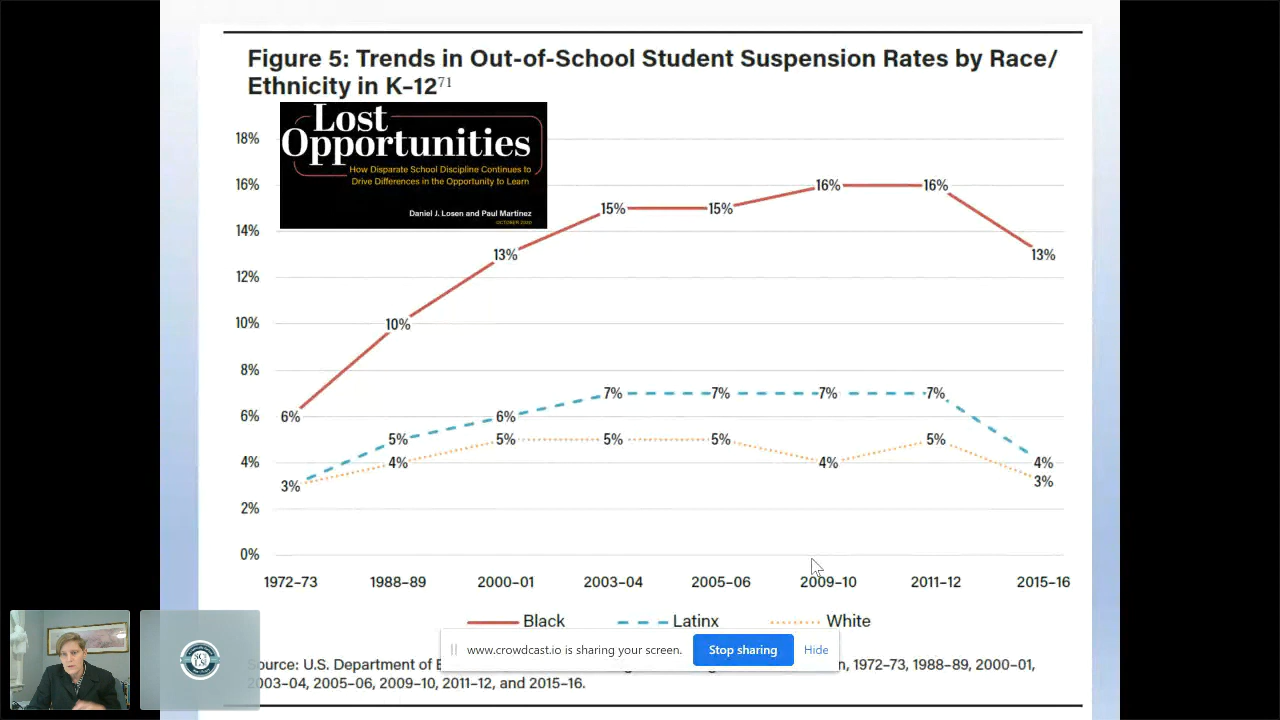 Figure 5: Trends in Out-of-School Student Suspension Rates by Race/
Ethnicity in K–12⁷¹
Lost
Opportunities
How Disparate School Discipline Continues to
Drive Differences in the Opportunity to Learn
Daniel J. Losen and Paul Martinez
OCTOBER 2020
18%
16%
14%
12%
10%
8%
6%
4%
2%
0%
6% 10% 13% 15% 15% 16% 16% 13%
3% 5% 6% 7% 7% 7% 7% 4%
4% 5% 5% 5% 4% 5% 3%
1972–73 1988–89 2000–01 2003–04 2005–06 2009–10 2011–12 2015–16
Black Latinx White
www.crowdcast.io is sharing your screen. Stop sharing Hide
Source: U.S. Department of 1972–73, 1988–89, 2000–01,
2003–04, 2005–06, 2009–10, 2011–12, and 2015–16.